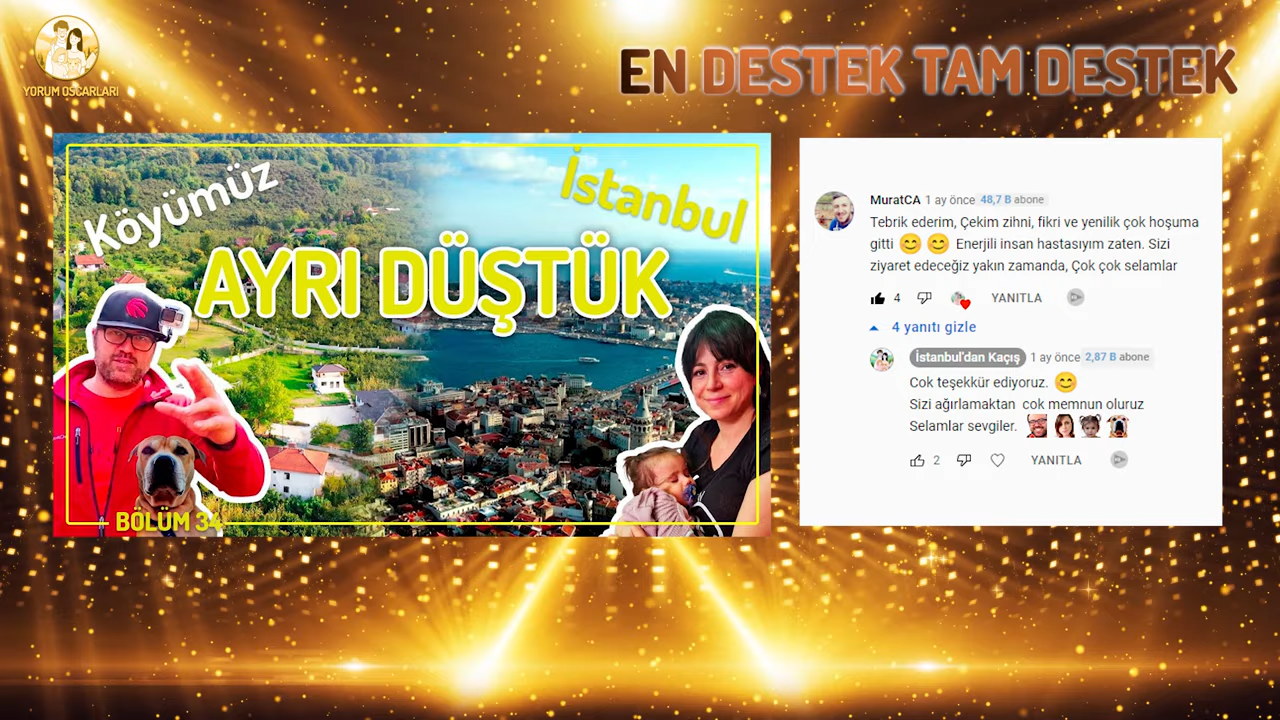 YORUM OSCARLARI
EN DESTEK TAM DESTEK
Köyümüz
İstanbul
AYRI DÜŞTÜK
BÖLÜM 34
MuratCA 1 ay önce 48,7 B abone
Tebrik ederim, Çekim zihni, fikri ve yenilik çok hoşuma
gitti 😊 😊 Enerjili insan hastasıyım zaten. Sizi
ziyaret edeceğiz yakın zamanda, Çok çok selamlar
4 YANITLA
4 yanıtı gizle
İstanbul'dan Kaçış 1 ay önce 2,87 B abone
Cok teşekkür ediyoruz. 😊
Sizi ağırlamaktan cok memnun oluruz
Selamlar sevgiler.
2 YANITLA